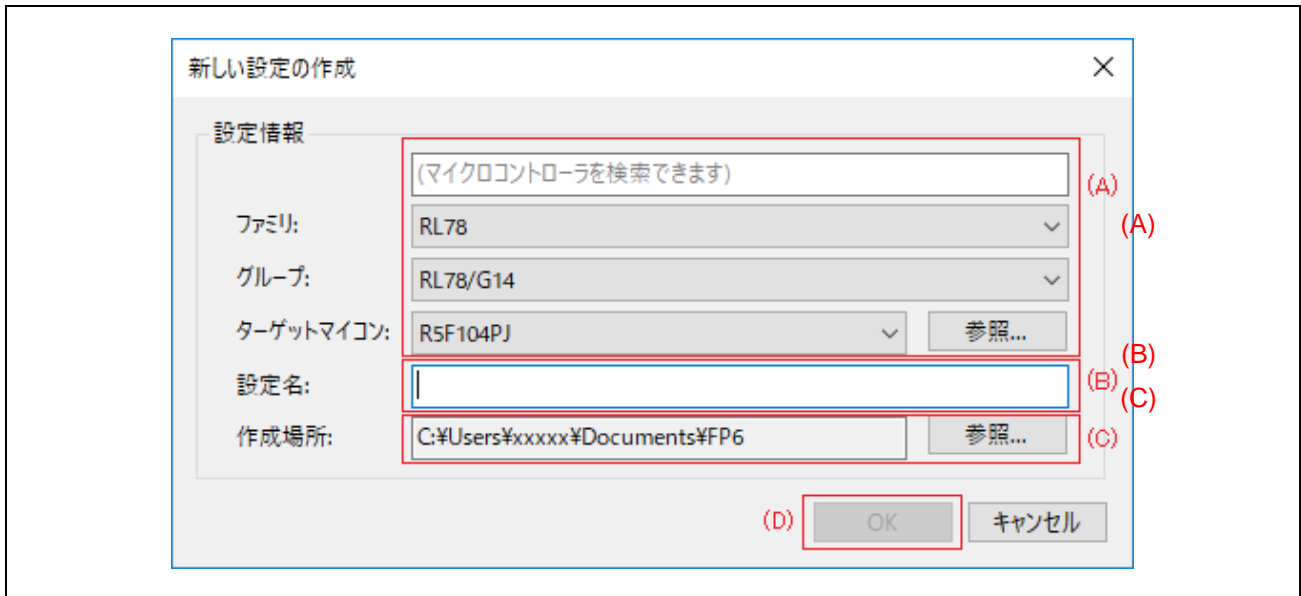 新しい設定の作成
設定情報
(マイクロコントローラを検索できます)
(A)
ファミリ: RL78
(A)
グループ: RL78/G14
ターゲットマイコン: R5F104PJ 参照...
(B)
設定名:
(B)
(C)
作成場所: C:¥Users¥xxxxx¥Documents¥FP6 参照...
(C)
(D) OK キャンセル